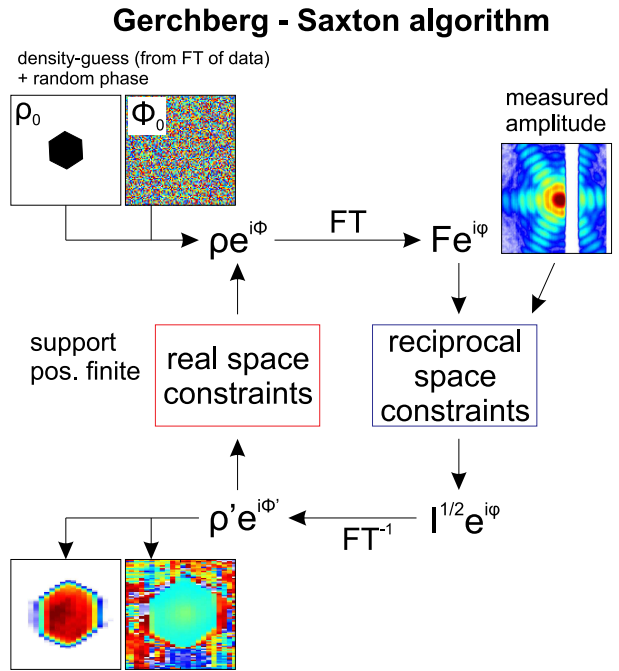 Gerchberg - Saxton algorithm
density-guess (from FT of data)
+ random phase
ρ₀
Φ₀
measured
amplitude
ρe^iΦ
FT
Fe^iφ
support
pos. finite
real space
constraints
reciprocal
space
constraints
ρ’e^iΦ’
FT⁻¹
I^1/2 e^iφ